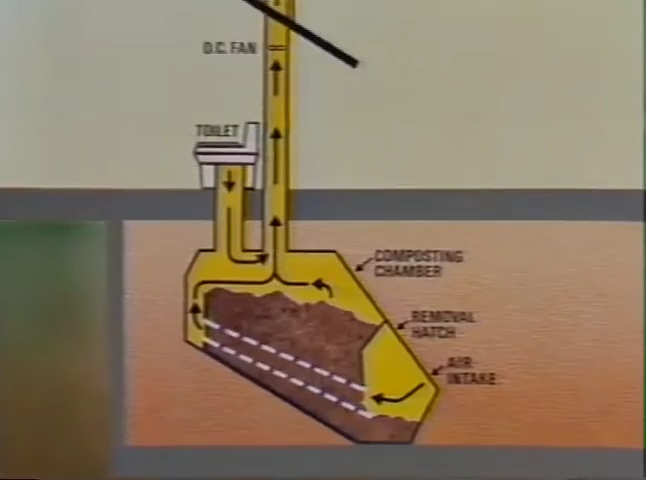 D.C. FAN
TOILET
COMPOSTING
CHAMBER
REMOVAL
HATCH
AIR
INTAKE